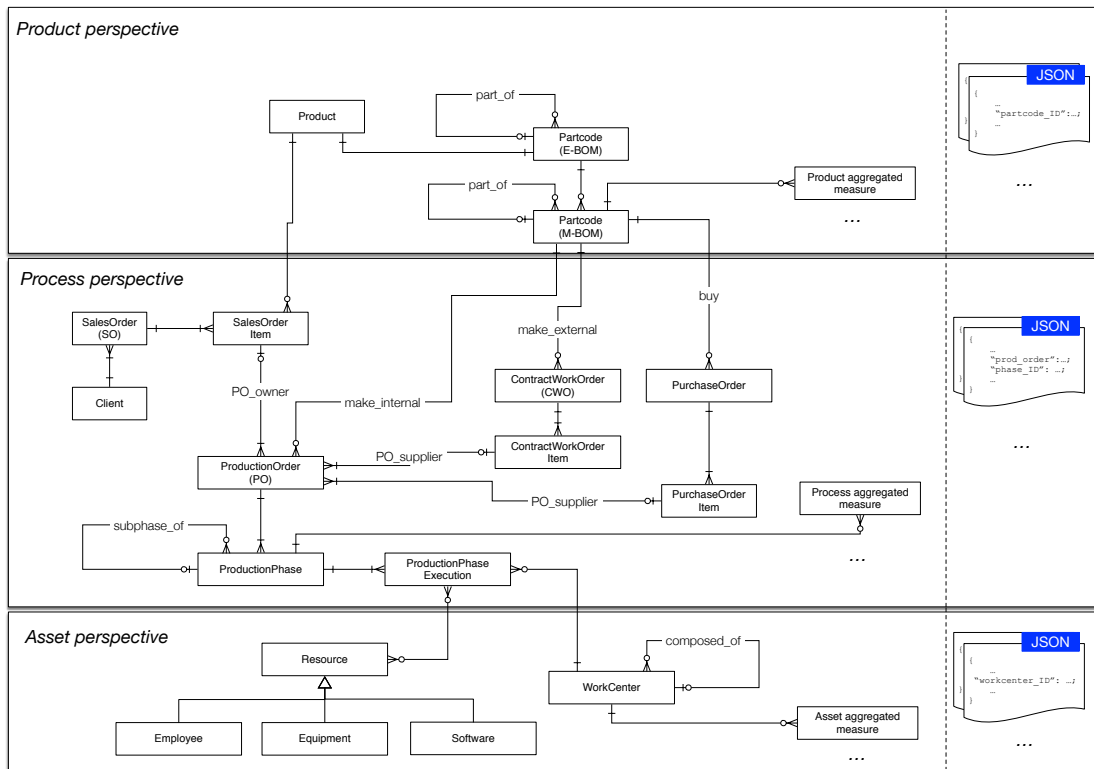 Product perspective
JSON
{
{
…
“partcode_ID”:…;
…
}
}
…
part_of
Product
Partcode
(E-BOM)
part_of
Product aggregated
measure
…
Partcode
(M-BOM)
Process perspective
buy
SalesOrder
(SO)
SalesOrder
Item
make_external
JSON
{
{
…
“prod_order”:…;
“phase_ID”: …;
…
}
}
…
Client
PO_owner
make_internal
ContractWorkOrder
(CWO)
PurchaseOrder
ContractWorkOrder
Item
PO_supplier
ProductionOrder
(PO)
PO_supplier
PurchaseOrder
Item
Process aggregated
measure
…
subphase_of
ProductionPhase
ProductionPhase
Execution
Asset perspective
JSON
{
{
…
“workcenter_ID”: …;
…
}
}
…
composed_of
Resource
WorkCenter
Employee
Equipment
Software
Asset aggregated
measure
…